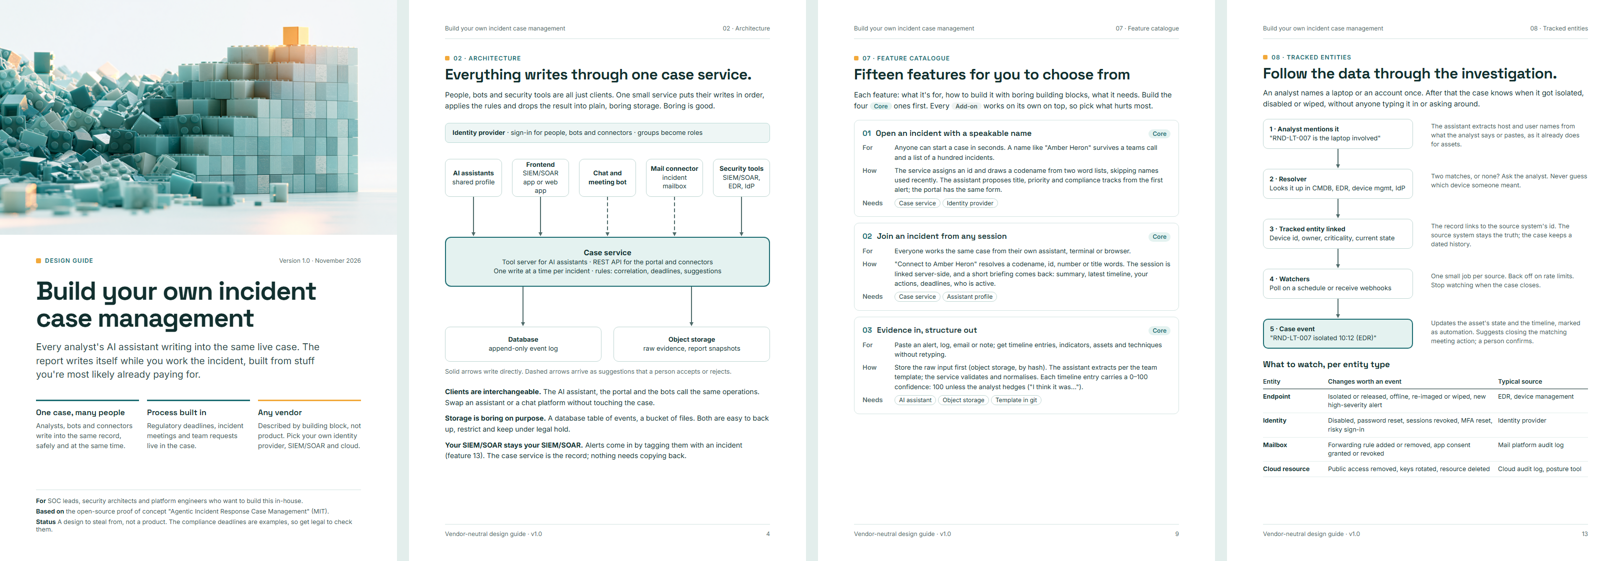 DESIGN GUIDE
Version 1.0 · November 2026
Build your own incident
case management
Every analyst's AI assistant writing into the same live case. The
report writes itself while you work the incident, built from stuff
you're most likely already paying for.
One case, many people
Analysts, bots and connectors
write into the same record,
safely and at the same time.
Process built in
Regulatory deadlines, incident
meetings and team requests
live in the case.
Any vendor
Described by building block, not
product. Pick your own identity
provider, SIEM/SOAR and cloud.
For SOC leads, security architects and platform engineers who want to build this in-house.
Based on the open-source proof of concept "Agentic Incident Response Case Management" (MIT).
Status A design to steal from, not a product. The compliance deadlines are examples, so get legal to check
them.
Build your own incident case management
02 · Architecture
02 · ARCHITECTURE
Everything writes through one case service.
People, bots and security tools are all just clients. One small service puts their writes in order,
applies the rules and drops the result into plain, boring storage. Boring is good.
Identity provider · sign-in for people, bots and connectors · groups become roles
AI assistants
shared profile
Frontend
SIEM/SOAR
app or web
app
Chat and
meeting bot
Mail connector
incident
mailbox
Security tools
SIEM/SOAR,
EDR, IdP
Case service
Tool server for AI assistants · REST API for the portal and connectors
One write at a time per incident · rules: correlation, deadlines, suggestions
Database
append-only event log
Object storage
raw evidence, report snapshots
Solid arrows write directly. Dashed arrows arrive as suggestions that a person accepts or rejects.
Clients are interchangeable. The AI assistant, the portal and the bots call the same operations.
Swap an assistant or a chat platform without touching the case.
Storage is boring on purpose. A database table of events, a bucket of files. Both are easy to back
up, restrict and keep under legal hold.
Your SIEM/SOAR stays your SIEM/SOAR. Alerts come in by tagging them with an incident
(feature 13). The case service is the record; nothing needs copying back.
Vendor-neutral design guide · v1.0
4
Build your own incident case management
07 · Feature catalogue
07 · FEATURE CATALOGUE
Fifteen features for you to choose from
Each feature: what it's for, how to build it with boring building blocks, what it needs. Build the
four Core ones first. Every Add-on works on its own on top, so pick what hurts most.
01 Open an incident with a speakable name
Core
For Anyone can start a case in seconds. A name like "Amber Heron" survives a teams call
and a list of a hundred incidents.
How The service assigns an id and draws a codename from two word lists, skipping names
used recently. The assistant proposes title, priority and compliance tracks from the first
alert; the portal has the same form.
Needs Case service Identity provider
02 Join an incident from any session
Core
For Everyone works the same case from their own assistant, terminal or browser.
How "Connect to Amber Heron" resolves a codename, id, number or title words. The session is
linked server-side, and a short briefing comes back: summary, latest timeline, your
actions, deadlines, who is active.
Needs Case service Assistant profile
03 Evidence in, structure out
Core
For Paste an alert, log, email or note; get timeline entries, indicators, assets and techniques
without retyping.
How Store the raw input first (object storage, by hash). The assistant extracts per the team
template; the service validates and normalises. Each timeline entry carries a 0–100
confidence: 100 unless the analyst hedges ("I think it was...").
Needs AI assistant Object storage Template in git
Vendor-neutral design guide · v1.0
9
Build your own incident case management
08 · Tracked entities
08 · TRACKED ENTITIES
Follow the data through the investigation.
An analyst names a laptop or an account once. After that the case knows when it got isolated,
disabled or wiped, without anyone typing it in or asking around.
1 · Analyst mentions it
"RND-LT-007 is the laptop involved"
The assistant extracts host and user names from
what the analyst says or pastes, as it already does
for assets.
2 · Resolver
Looks it up in CMDB, EDR, device mgmt, IdP
Two matches, or none? Ask the analyst. Never guess
which device someone meant.
3 · Tracked entity linked
Device id, owner, criticality, current state
The record links to the source system's id. The
source system stays the truth; the case keeps a
dated history.
4 · Watchers
Poll on a schedule or receive webhooks
One small job per source. Back off on rate limits.
Stop watching when the case closes.
5 · Case event
"RND-LT-007 isolated 10:12 (EDR)"
Updates the asset's state and the timeline, marked
as automation. Suggests closing the matching
meeting action; a person confirms.
What to watch, per entity type
Entity Changes worth an event Typical source
Endpoint Isolated or released, offline, re-imaged or wiped, new EDR, device management
high-severity alert
Identity Disabled, password reset, sessions revoked, MFA reset, Identity provider
risky sign-in
Mailbox Forwarding rule added or removed, app consent Mail platform audit log
granted or revoked
Cloud resource Public access removed, keys rotated, resource deleted Cloud audit log, posture tool
Vendor-neutral design guide · v1.0
13